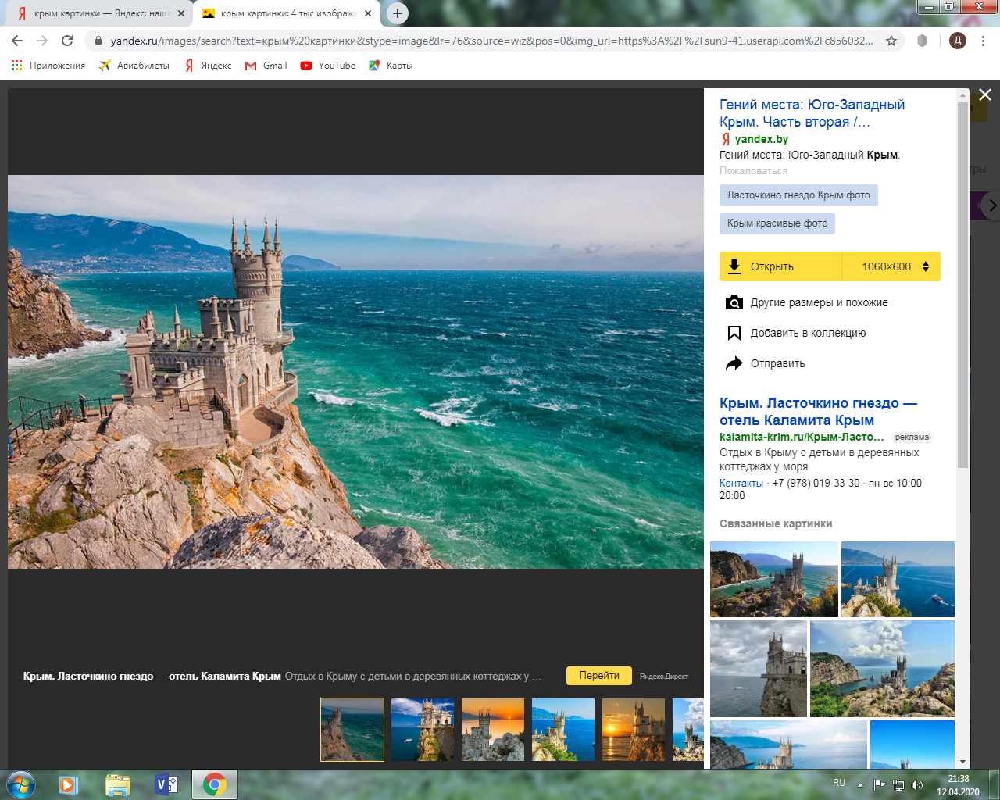 крым картинки — Яндекс: наш
крым картинки: 4 тыс изображе
yandex.ru/images/search?text=крым%20картинки&stype=image&lr=76&source=wiz&pos=0&img_url=https%3A%2F%2Fsun9-41.userapi.com%2Fc856032...
Д
Приложения
Авиабилеты
Яндекс
Gmail
YouTube
Карты
Гений места: Юго-Западный
Крым. Часть вторая /...
yandex.by
Гений места: Юго-Западный Крым.
Пожаловаться
Ласточкино гнездо Крым фото
Крым красивые фото
Открыть
1060×600
Другие размеры и похожие
Добавить в коллекцию
Отправить
Крым. Ласточкино гнездо —
отель Каламита Крым
kalamita-krim.ru/Крым-Ласто... реклама
Отдых в Крыму с детьми в деревянных
коттеджах у моря
Контакты · +7 (978) 019-33-30 · пн-вс 10:00-
20:00
Связанные картинки
Крым. Ласточкино гнездо — отель Каламита Крым Отдых в Крыму с детьми в деревянных коттеджах у ...
Перейти
Яндекс.Директ
RU
21:38
12.04.2020